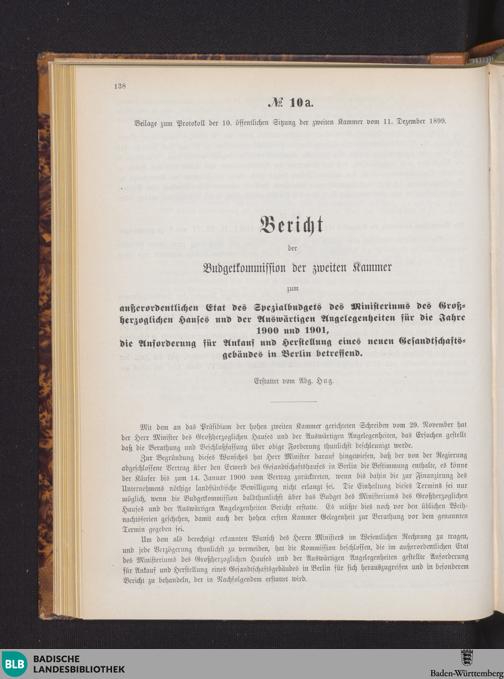 138
№ 10a.
Beilage zum Protokoll der 10. öffentlichen Sitzung der zweiten Kammer vom 11. Dezember 1899.
Bericht
der
Budgetkommission der zweiten Kammer
zum
außerordentlichen Etat des Spezialbudgets des Ministeriums des Groß-
herzoglichen Hauses und der Auswärtigen Angelegenheiten für die Jahre
1900 und 1901,
die Anforderung für Ankauf und Herstellung eines neuen Gesandtschafts-
gebäudes in Berlin betreffend.
Erstattet vom Abg. Hug.
Mit dem an das Präsidium der hohen zweiten Kammer gerichteten Schreiben vom 29. November hat
der Herr Minister des Großherzoglichen Hauses und der Auswärtigen Angelegenheiten, das Ersuchen gestellt
daß die Berathung und Beschlußfassung über obige Forderung thunlichst beschleunigt werde.
Zur Begründung dieses Wunsches hat Herr Minister darauf hingewiesen, daß der von der Regierung
abgeschlossene Vertrag über den Erwerb des Gesandtschaftshauses in Berlin die Bestimmung enthalte, es könne
der Käufer bis zum 14. Januar 1900 vom Vertrag zurücktreten, wenn bis dahin die zur Finanzierung des
Unternehmens nöthige landständische Bewilligung nicht erlangt sei. Die Einhaltung dieses Termins sei nur
möglich, wenn die Budgetkommission baldthunlichst über das Budget des Ministeriums des Großherzoglichen
Hauses und der Auswärtigen Angelegenheiten Bericht erstatte. Es müßte dies noch vor den üblichen Weih-
nachtsferien geschehen, damit auch der hohen ersten Kammer Gelegenheit zur Berathung vor dem genannten
Termin gegeben sei.
Um dem als berechtigt erkannten Wunsch des Herrn Ministers im Wesentlichen Rechnung zu tragen,
und jede Verzögerung thunlichst zu vermeiden, hat die Kommission beschlossen, die im außerordentlichen Etat
des Ministeriums des Großherzoglichen Hauses und der Auswärtigen Angelegenheiten gestellte Anforderung
für Ankauf und Herstellung eines Gesandtschaftsgebäudes in Berlin für sich herauszugreifen und in besonderem
Bericht zu behandeln, der in Nachfolgendem erstattet wird.
BLB BADISCHE
LANDESBIBLIOTHEK
Baden-Württemberg